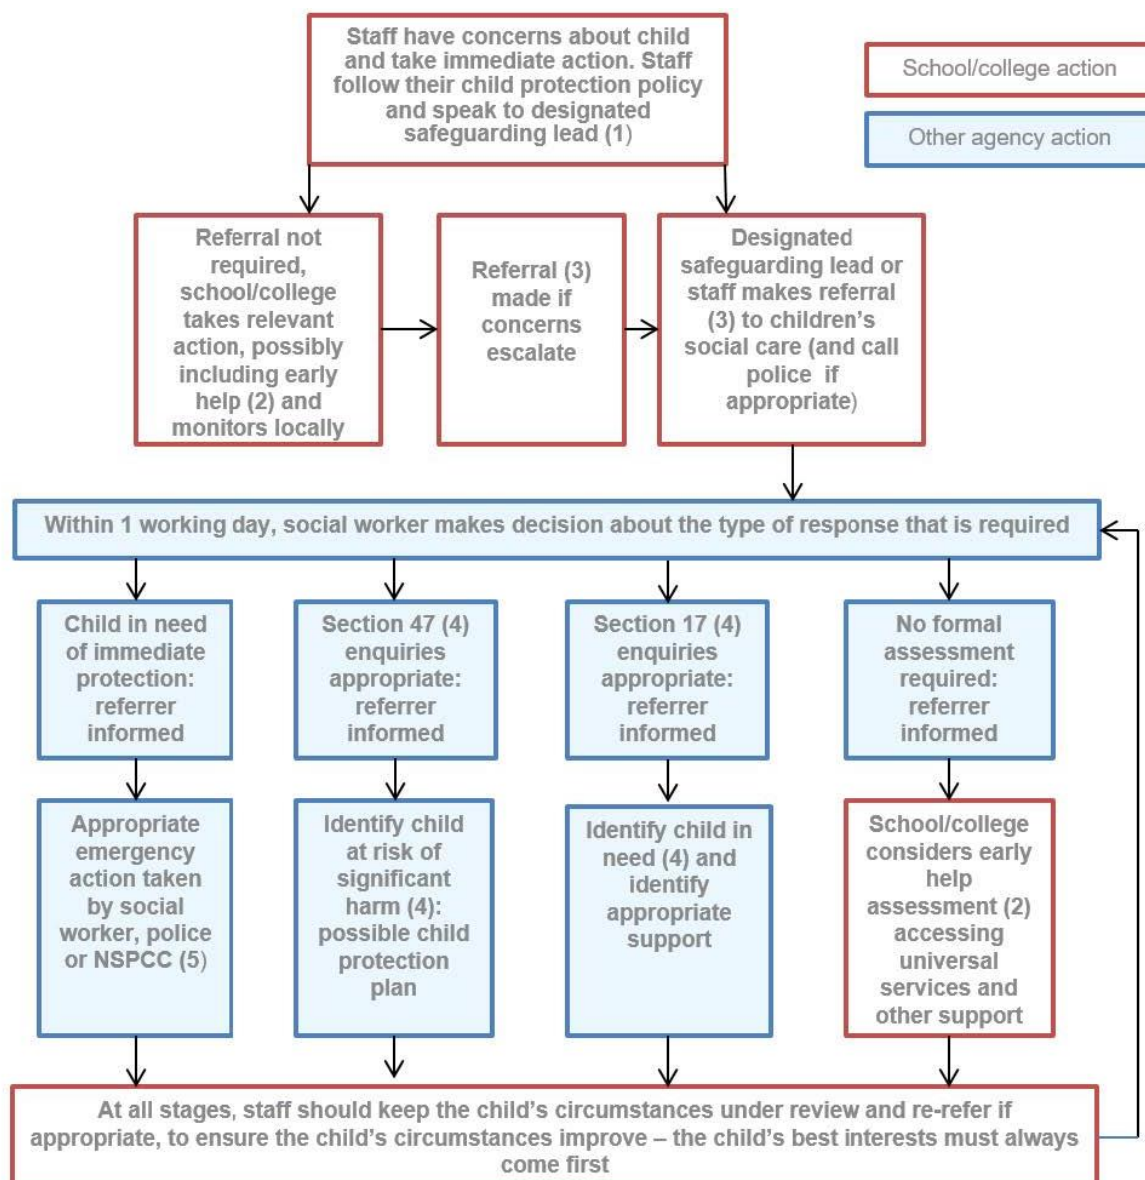 Staff have concerns about child
and take immediate action. Staff
follow their child protection policy
and speak to designated
safeguarding lead (1)
School/college action
Other agency action
Referral not
required,
school/college
takes relevant
action, possibly
including early
help (2) and
monitors locally
Referral (3)
made if
concerns
escalate
Designated
safeguarding lead or
staff makes referral
(3) to children’s
social care (and call
police if
appropriate)
Within 1 working day, social worker makes decision about the type of response that is required
Child in need
of immediate
protection:
referrer
informed
Section 47 (4)
enquiries
appropriate:
referrer
informed
Section 17 (4)
enquiries
appropriate:
referrer
informed
No formal
assessment
required:
referrer
informed
Appropriate
emergency
action taken
by social
worker, police
or NSPCC (5)
Identify child
at risk of
significant
harm (4):
possible child
protection
plan
Identify child in
need (4) and
identify
appropriate
support
School/college
considers early
help
assessment (2)
accessing
universal
services and
other support
At all stages, staff should keep the child’s circumstances under review and re-refer if
appropriate, to ensure the child’s circumstances improve – the child’s best interests must always
come first